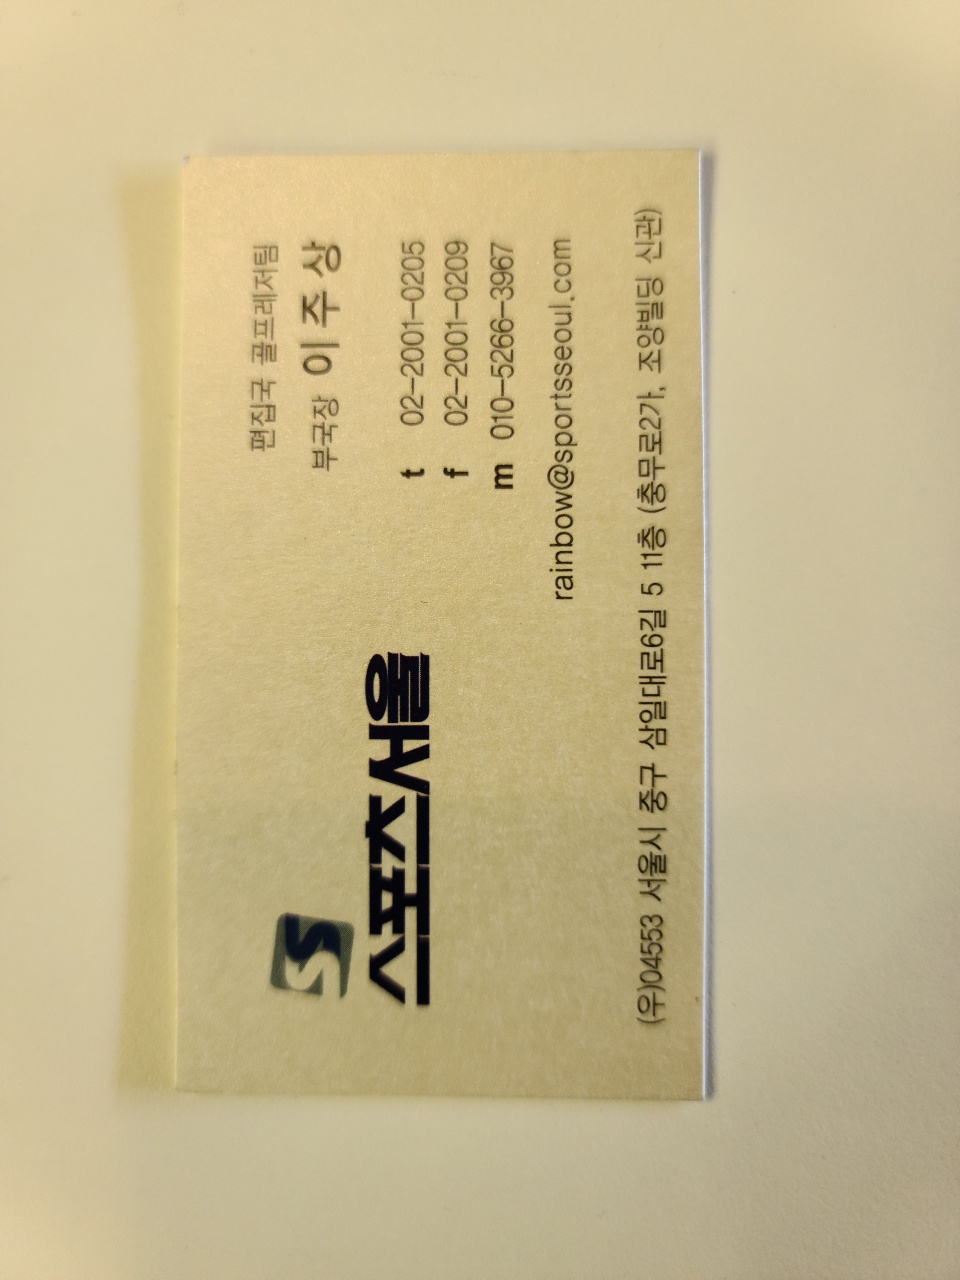 편집국 골프레저팀
부국장 이주상
t 02-2001-0205
f 02-2001-0209
m 010-5266-3967
rainbow@sportsseoul.com
스포츠서울
(우)04553 서울시 중구 삼일대로6길 5 11층 (충무로2가, 조양빌딩 신관)